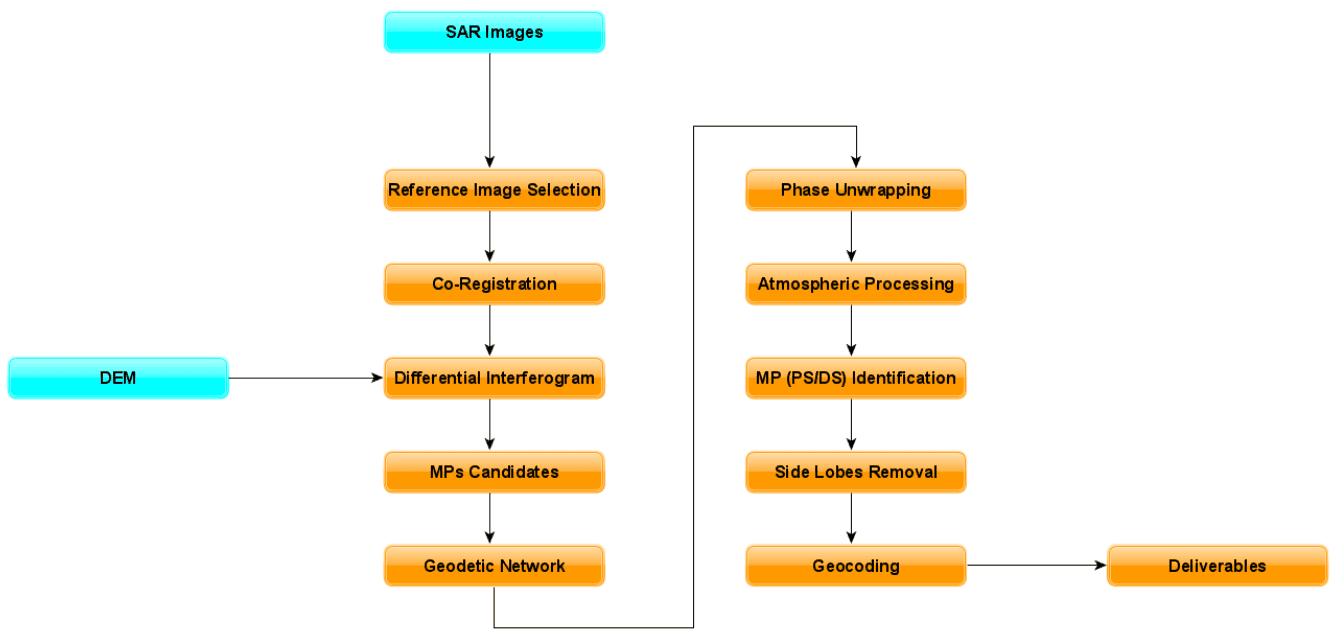 SAR Images
Reference Image Selection
Co-Registration
DEM
Differential Interferogram
MPs Candidates
Geodetic Network
Phase Unwrapping
Atmospheric Processing
MP (PS/DS) Identification
Side Lobes Removal
Geocoding
Deliverables